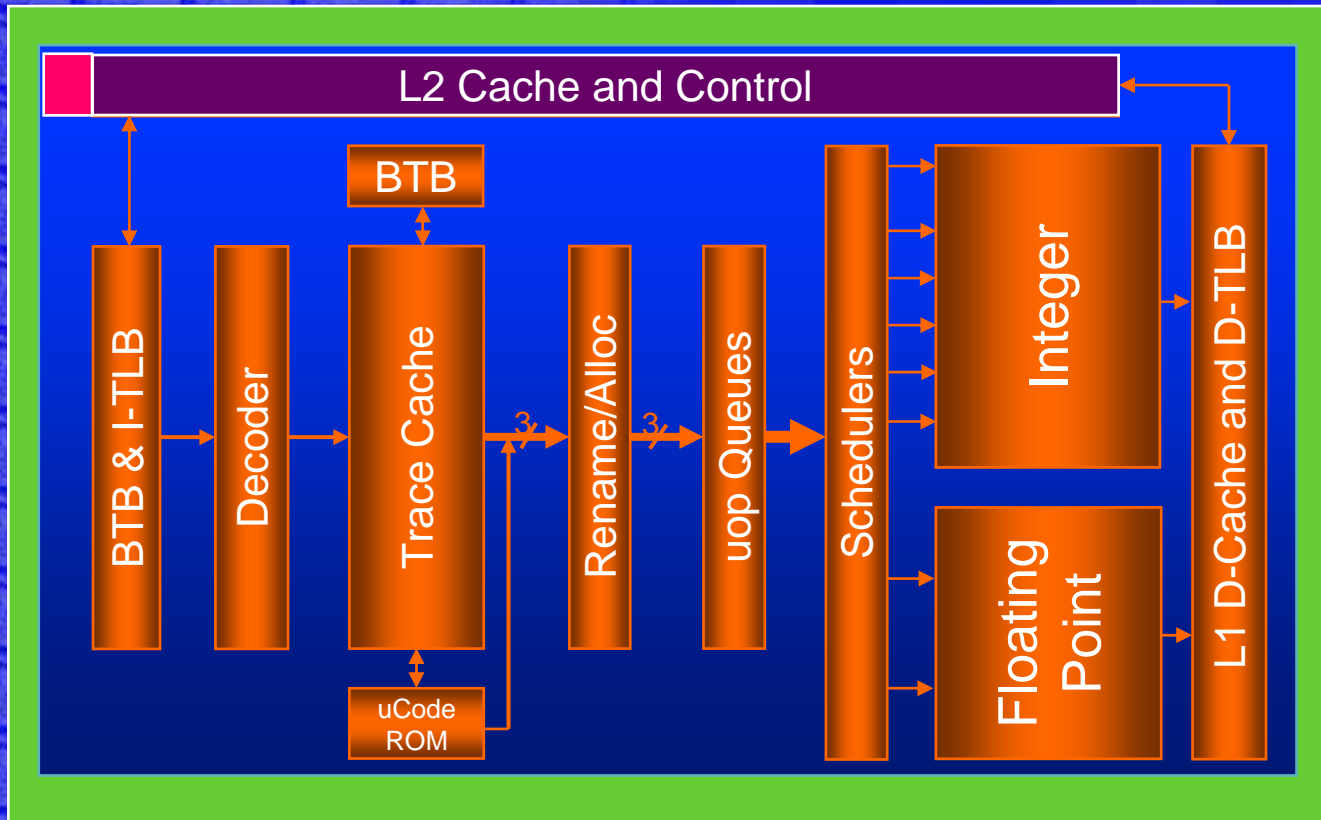 L2 Cache and Control
BTB
BTB & I-TLB
Decoder
Trace Cache
3
Rename/Alloc
3
uop Queues
Schedulers
Integer
Floating
Point
L1 D-Cache and D-TLB
uCode
ROM